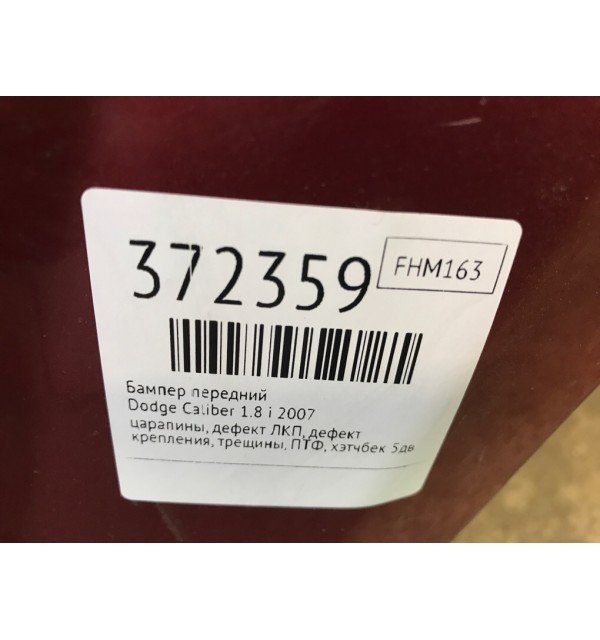 372359
FHM163
Бампер передний
Dodge Caliber 1.8 i 2007
царапины, дефект ЛКП, дефект
крепления, трещины, ПТФ, хэтчбек 5дв